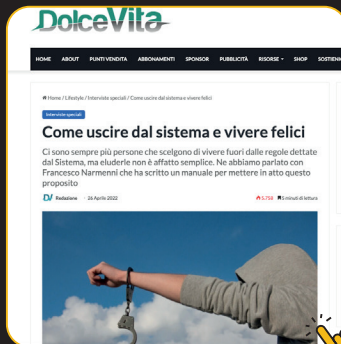 DolceVita
HOME ABOUT PUNTI VENDITA ABBONAMENTI SPONSOR PUBBLICITÀ RISORSE SHOP
Home / Lifestyle / Interviste speciali / Come uscire dal sistema e vivere felici
Interviste speciali
Come uscire dal sistema e vivere felici
Ci sono sempre più persone che scelgono di vivere fuori dalle regole dettate
dal Sistema, ma eluderle non è affatto semplice. Ne abbiamo parlato con
Francesco Narmenni che ha scritto un manuale per mettere in atto questo
proposito
DV Redazione - 26 Aprile 2022 5.758 5 minuti di lettura